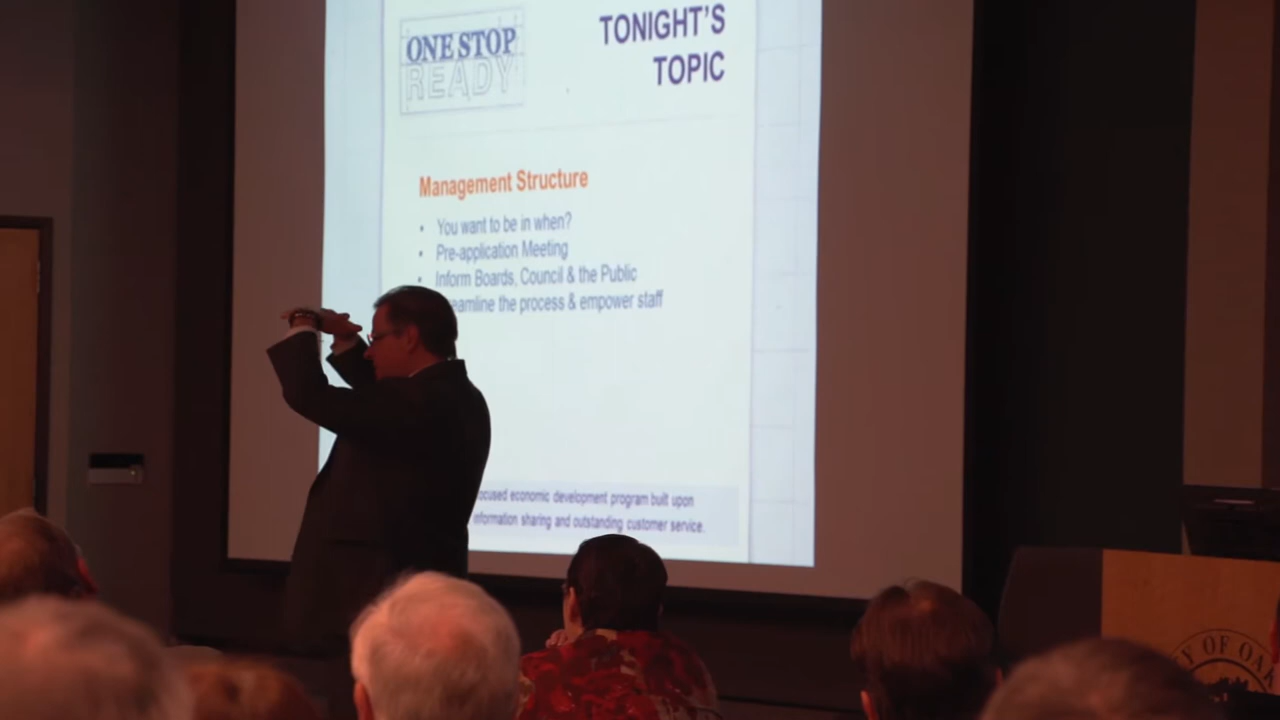 ONE STOP
READY
TONIGHT'S
TOPIC
Management Structure
• You want to be in when?
• Pre-application Meeting
• Inform Boards, Council & the Public
eamline the process & empower staff
ocused economic development program built upon
information sharing and outstanding customer service.
Y OF OAK